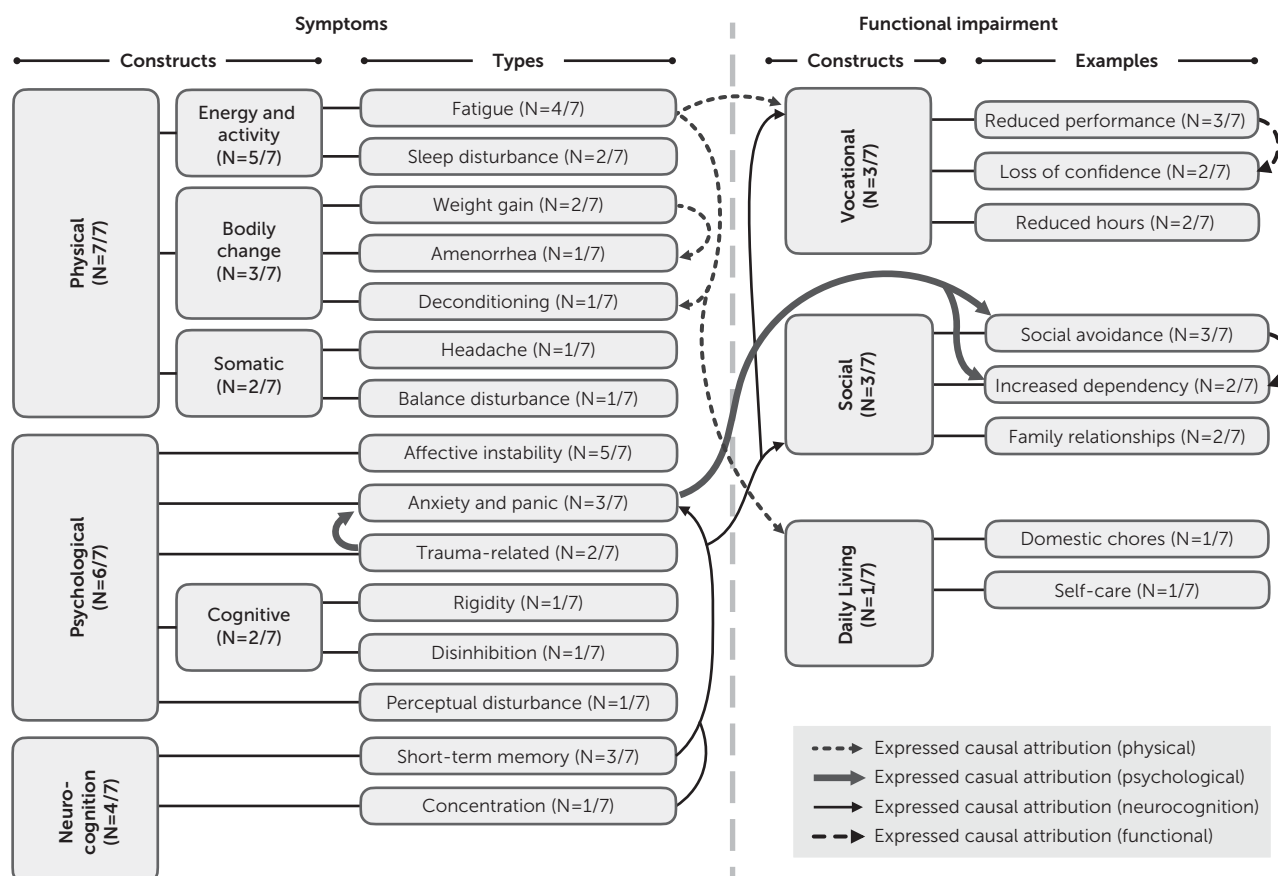 Symptoms
Functional impairment
Constructs
Types
Constructs
Examples
Physical
(N=7/7)
Energy and
activity
(N=5/7)
Fatigue (N=4/7)
Sleep disturbance (N=2/7)
Bodily
change
(N=3/7)
Weight gain (N=2/7)
Amenorrhea (N=1/7)
Deconditioning (N=1/7)
Somatic
(N=2/7)
Headache (N=1/7)
Balance disturbance (N=1/7)
Psychological
(N=6/7)
Affective instability (N=5/7)
Anxiety and panic (N=3/7)
Trauma-related (N=2/7)
Cognitive
(N=2/7)
Rigidity (N=1/7)
Disinhibition (N=1/7)
Perceptual disturbance (N=1/7)
Neuro-
cognition
(N=4/7)
Short-term memory (N=3/7)
Concentration (N=1/7)
Vocational
(N=3/7)
Reduced performance (N=3/7)
Loss of confidence (N=2/7)
Reduced hours (N=2/7)
Social
(N=3/7)
Social avoidance (N=3/7)
Increased dependency (N=2/7)
Family relationships (N=2/7)
Daily Living
(N=1/7)
Domestic chores (N=1/7)
Self-care (N=1/7)
Expressed causal attribution (physical)
Expressed casual attribution (psychological)
Expressed causal attribution (neurocognition)
Expressed causal attribution (functional)